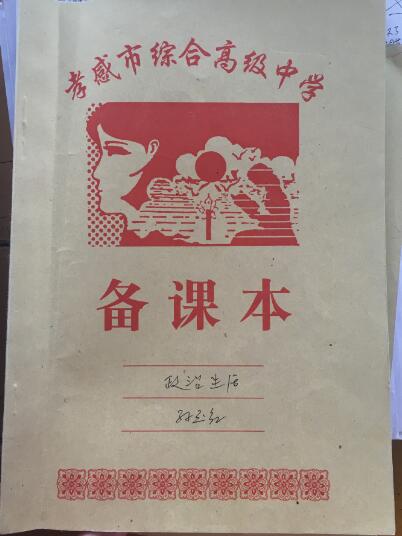 孝感市综合高级中学
备课本
政治生活